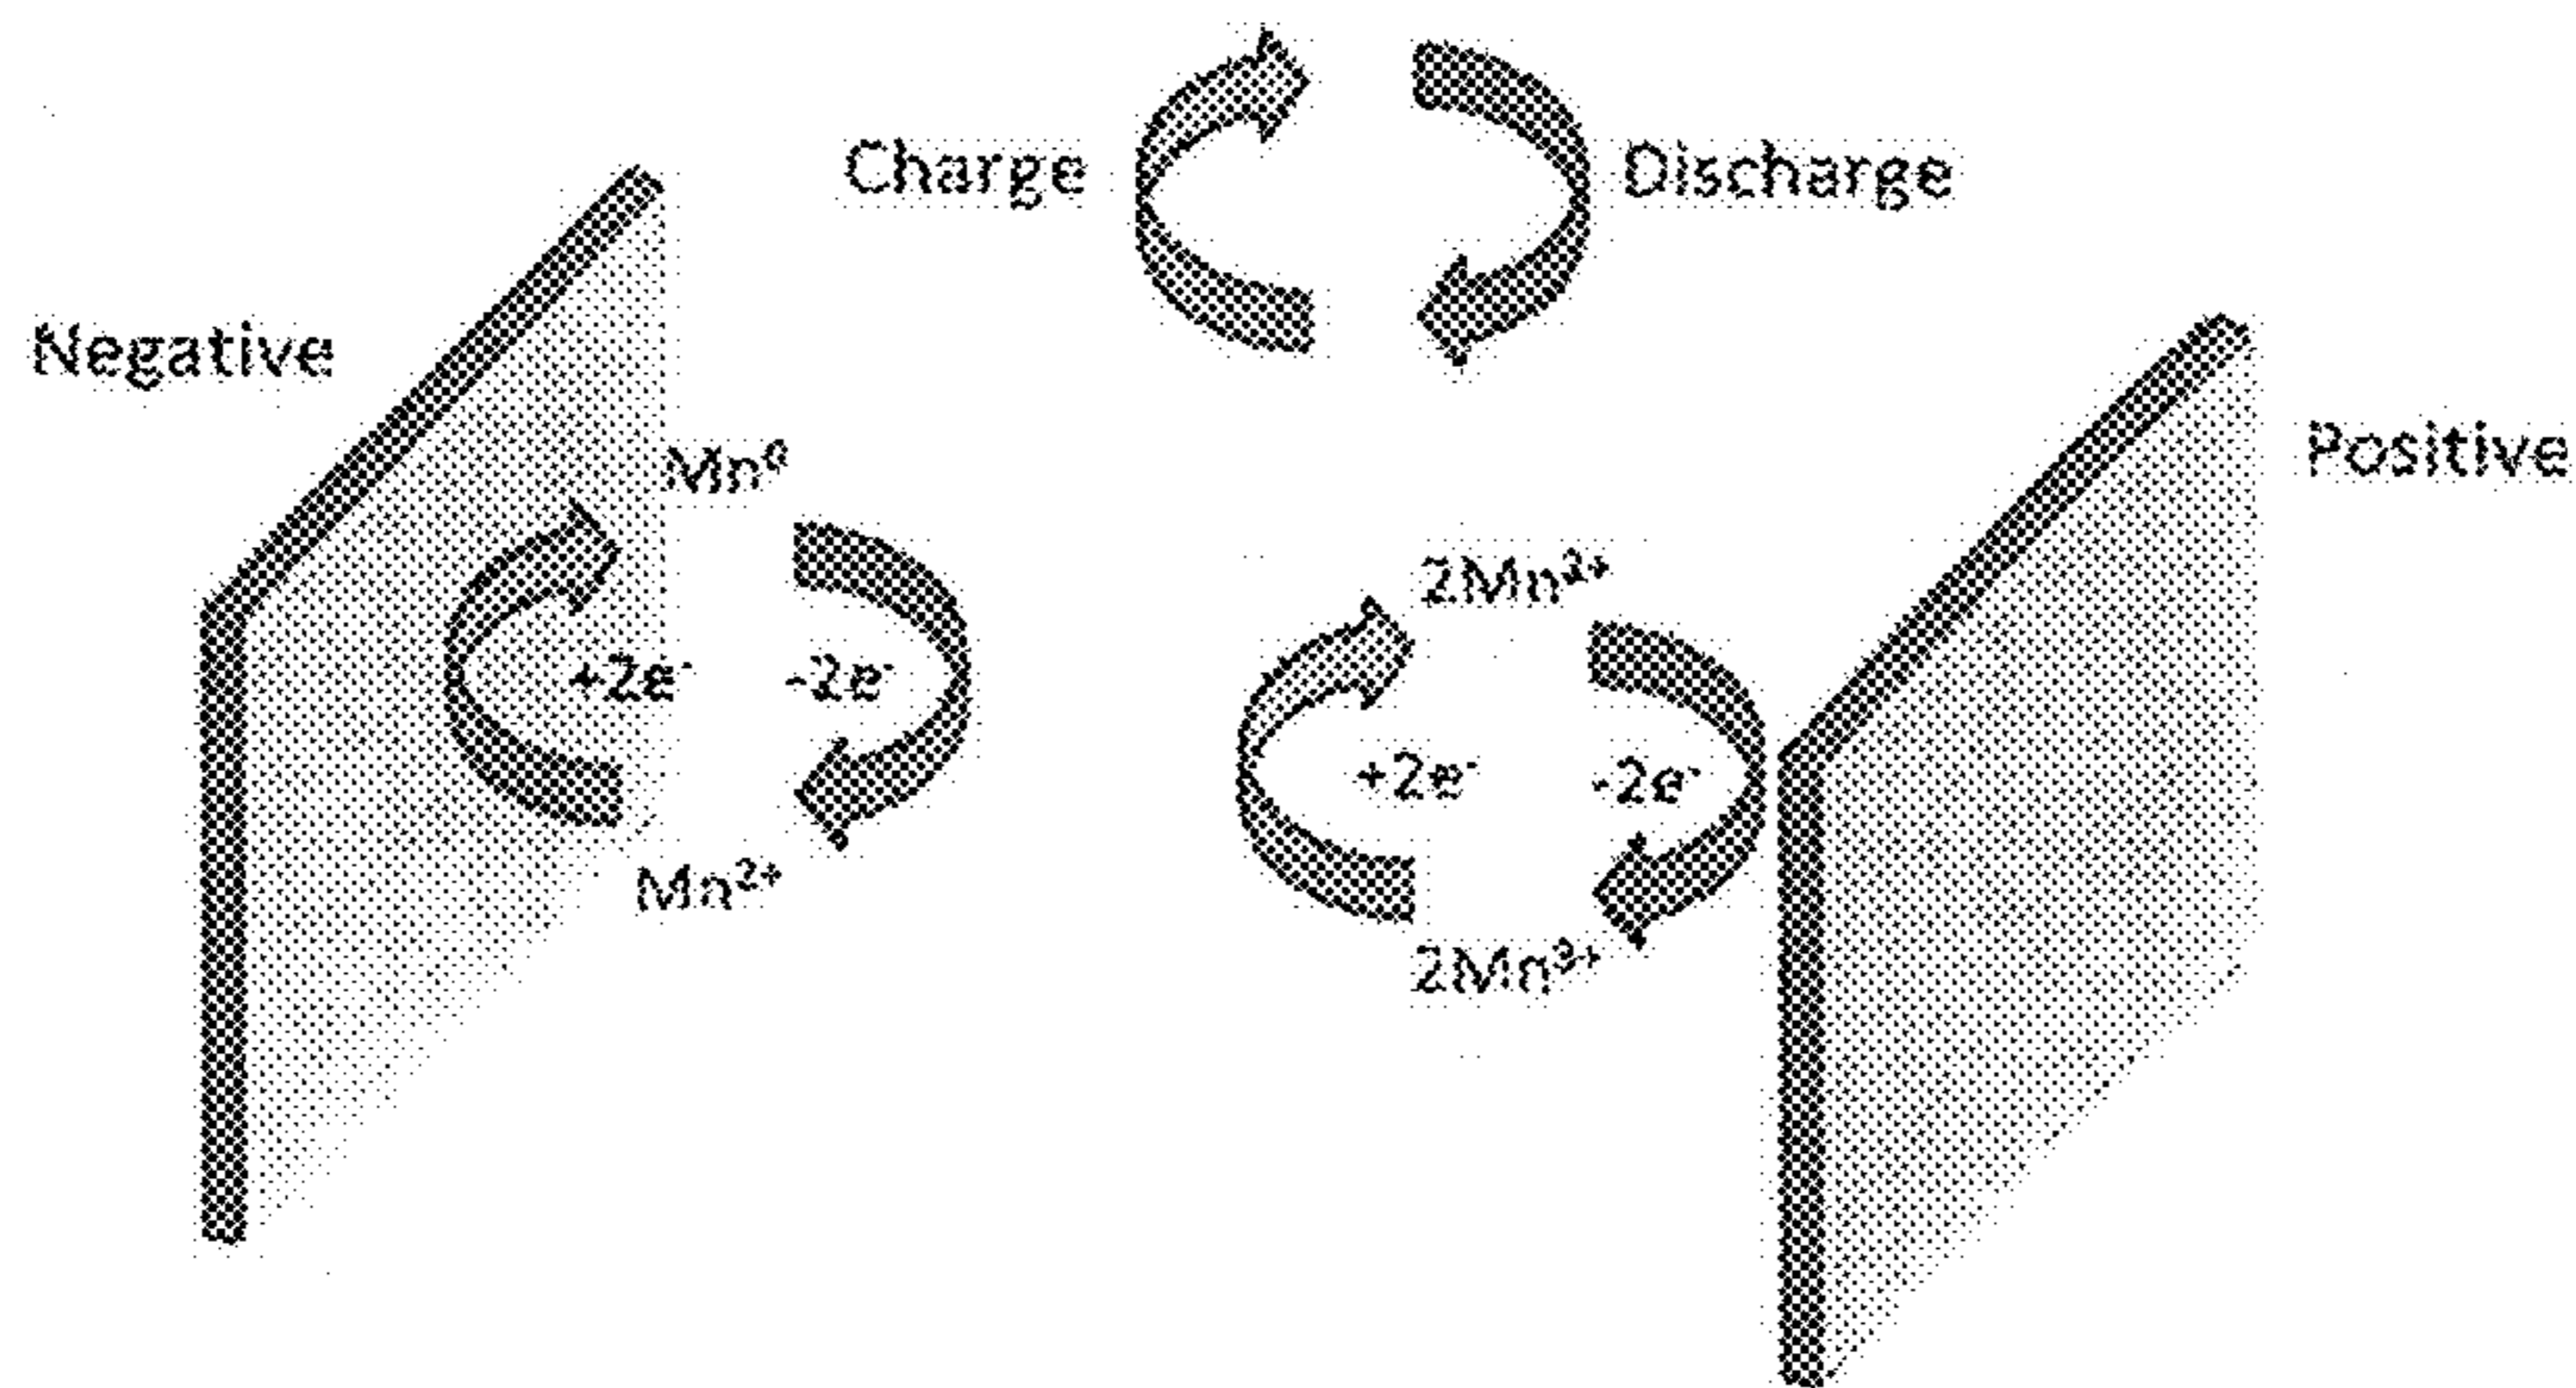 Charge
Discharge
Negative
Positive
Mn⁰
+2e⁻ -2e⁻
Mn²⁺
2Mn²⁺
+2e⁻ -2e⁻
2Mn³⁺